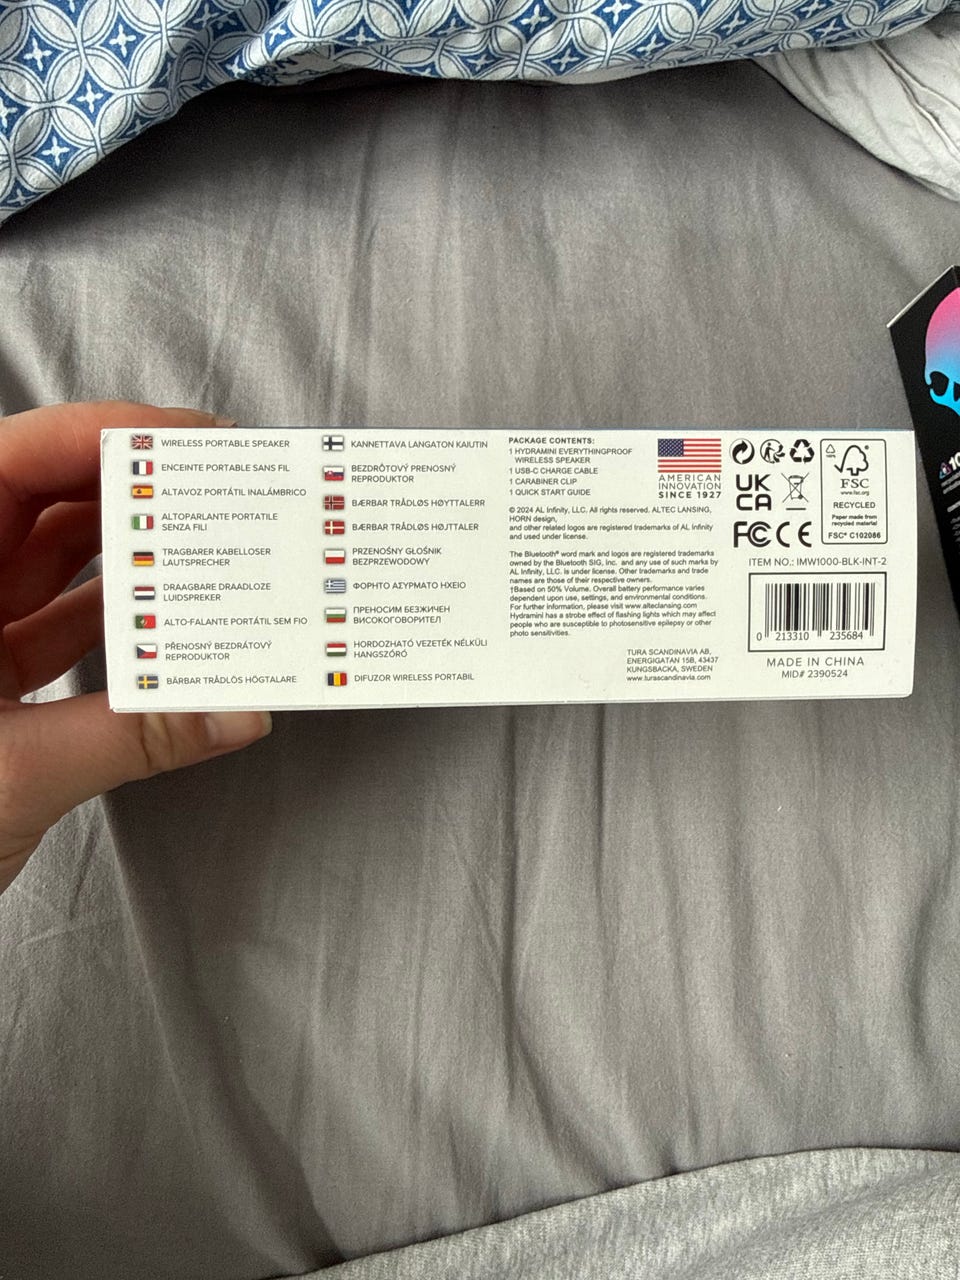 WIRELESS PORTABLE SPEAKER
ENCEINTE PORTABLE SANS FIL
ALTAVOZ PORTÁTIL INALÁMBRICO
ALTOPARLANTE PORTATILE
SENZA FILI
TRAGBARER KABELLOSER
LAUTSPRECHER
DRAAGBARE DRAADLOZE
LUIDSPREKER
ALTO-FALANTE PORTÁTIL SEM FIO
PŘENOSNÝ BEZDRÁTOVÝ
REPRODUKTOR
BÄRBAR TRÅDLÖS HÖGTALARE
KANNETTAVA LANGATON KAIUTIN
BEZDRÔTOVÝ PRENOSNÝ
REPRODUKTOR
BÆRBAR TRÅDLØS HØYTTALERR
BÆRBAR TRÅDLØS HØJTTALER
PRZENOŚNY GŁOŚNIK
BEZPRZEWODOWY
ΦΟΡΗΤΟ ΑΣΥΡΜΑΤΟ ΗΧΕΙΟ
ПРЕНОСИМ БЕЗЖИЧЕН
ВИСОКОГОВОРИТЕЛ
HORDOZHATÓ VEZETÉK NÉLKÜLI
HANGSZÓRÓ
DIFUZOR WIRELESS PORTABIL
PACKAGE CONTENTS:
1 HYDRAMINI EVERYTHINGPROOF
WIRELESS SPEAKER
1 USB-C CHARGE CABLE
1 CARABINER CLIP
1 QUICK START GUIDE
© 2024 AL Infinity, LLC. All rights reserved. ALTEC LANSING,
HORN design,
and other related logos are registered trademarks of AL Infinity
and used under license.
The Bluetooth® word mark and logos are registered trademarks
owned by the Bluetooth SIG, Inc. and any use of such marks by
AL Infinity, LLC. is under license. Other trademarks and trade
names are those of their respective owners.
†Based on 50% Volume. Overall battery performance varies
dependent upon use, settings, and environmental conditions.
For further information, please visit www.alteclansing.com
Hydramini has a strobe effect of flashing lights which may affect
people who are susceptible to photosensitive epilepsy or other
photo sensitivities.
TURA SCANDINAVIA AB,
ENERGIGATAN 15B, 43437
KUNGSBACKA, SWEDEN
www.turascandinavia.com
AMERICAN
INNOVATION
SINCE 1927
UK
CA
FC CE
FSC
www.fsc.org
RECYCLED
Paper made from
recycled material
FSC® C102086
ITEM NO.: IMW1000-BLK-INT-2
0 213310 235684
MADE IN CHINA
MID# 2390524